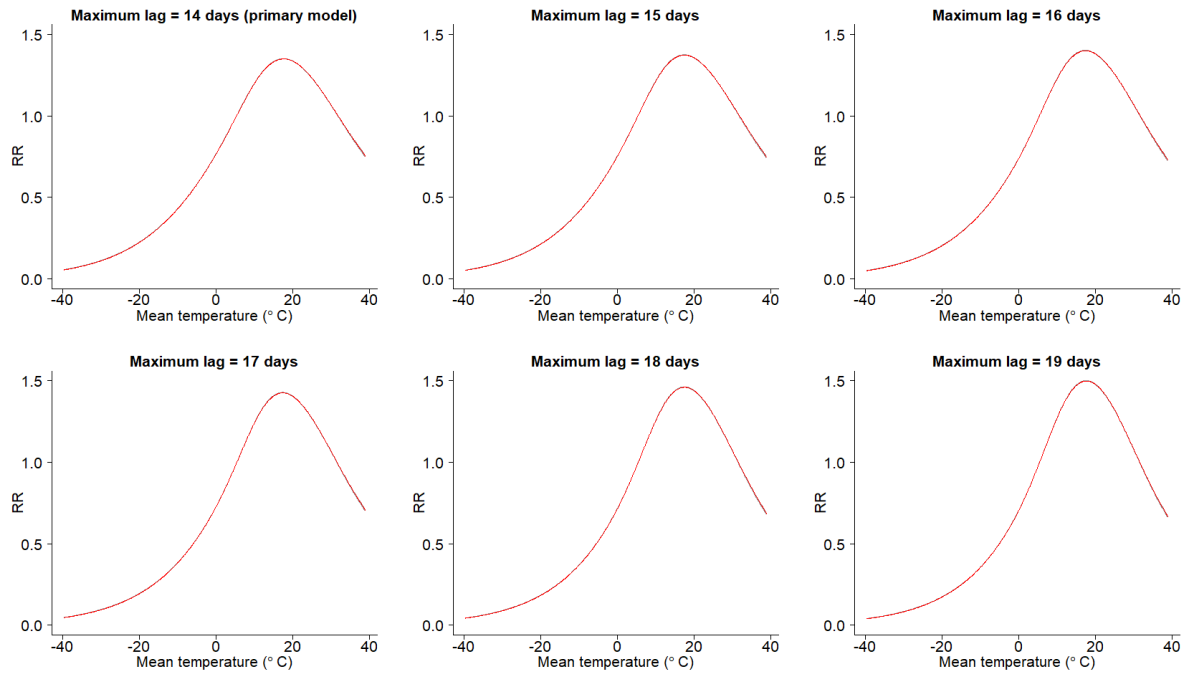 Maximum lag = 14 days (primary model)
1.5
1.0
0.5
0.0
RR
-40 -20 0 20 40
Mean temperature (° C)
Maximum lag = 15 days
1.5
1.0
0.5
0.0
RR
-40 -20 0 20 40
Mean temperature (° C)
Maximum lag = 16 days
1.5
1.0
0.5
0.0
RR
-40 -20 0 20 40
Mean temperature (° C)
Maximum lag = 17 days
1.5
1.0
0.5
0.0
RR
-40 -20 0 20 40
Mean temperature (° C)
Maximum lag = 18 days
1.5
1.0
0.5
0.0
RR
-40 -20 0 20 40
Mean temperature (° C)
Maximum lag = 19 days
1.5
1.0
0.5
0.0
RR
-40 -20 0 20 40
Mean temperature (° C)